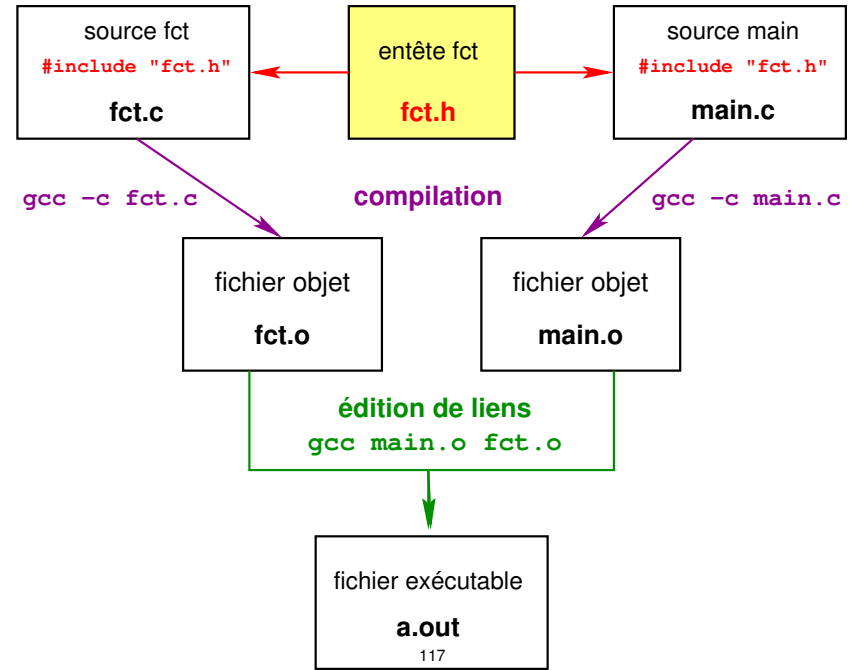 source fct
#include "fct.h"
fct.c
entête fct
fct.h
source main
#include "fct.h"
main.c
gcc −c fct.c
compilation
gcc −c main.c
fichier objet
fct.o
fichier objet
main.o
édition de liens
gcc main.o fct.o
fichier exécutable
a.out
117